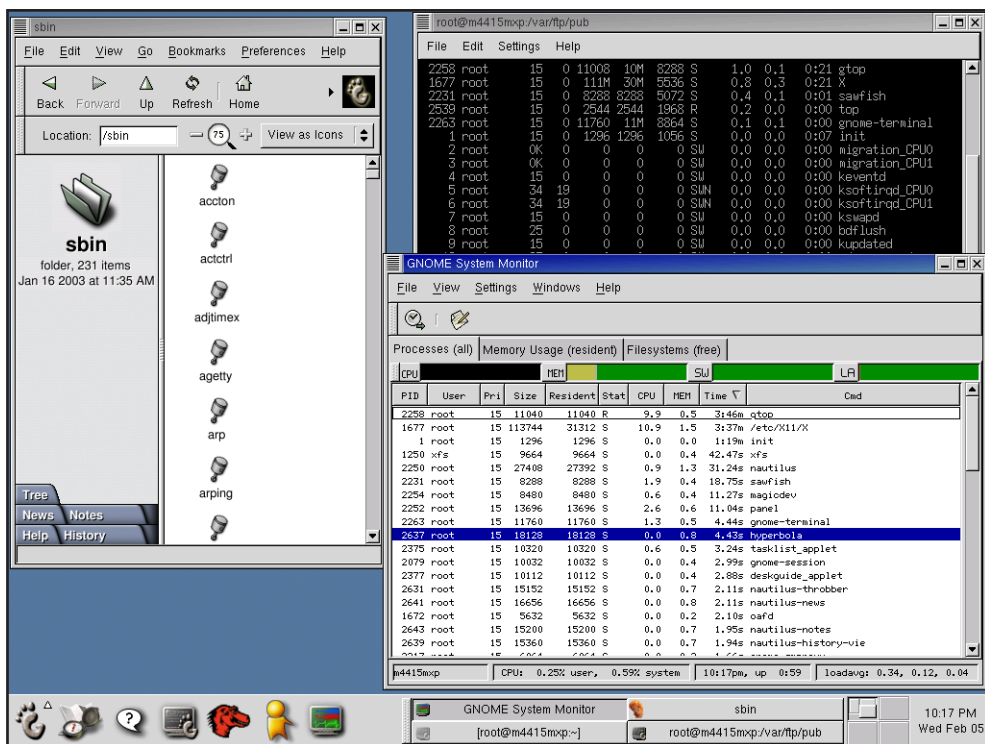 sbin
File Edit View Go Bookmarks Preferences Help
Back Forward Up Refresh Home
Location: /sbin 75 View as Icons
sbin
folder, 231 items
Jan 16 2003 at 11:35 AM
accton
actctrl
adjtimex
agetty
arp
arping
Tree
News Notes
Help History
root@m4415mxp:/var/ftp/pub
File Edit Settings Help
2258 root 15 0 11008 10M 8288 S 1.0 0.1 0:21 gtop
1677 root 15 0 111M 30M 5536 S 0.8 0.3 0:21 X
2231 root 15 0 8288 8288 5072 S 0.4 0.1 0:01 sawfish
2539 root 15 0 2544 2544 1968 R 0.2 0.0 0:00 top
2263 root 15 0 11760 11M 8864 S 0.1 0.1 0:00 gnome-terminal
1 root 15 0 1296 1296 1056 S 0.0 0.0 0:07 init
2 root 0K 0 0 0 0 SW 0.0 0.0 0:00 migration_CPU0
3 root 0K 0 0 0 0 SW 0.0 0.0 0:00 migration_CPU1
4 root 15 0 0 0 0 SW 0.0 0.0 0:00 keventd
5 root 34 19 0 0 0 SWN 0.0 0.0 0:00 ksoftirqd_CPU0
6 root 34 19 0 0 0 SWN 0.0 0.0 0:00 ksoftirqd_CPU1
7 root 15 0 0 0 0 SW 0.0 0.0 0:00 kswapd
8 root 25 0 0 0 0 SW 0.0 0.0 0:00 bdflush
9 root 15 0 0 0 0 SW 0.0 0.0 0:00 kupdated
GNOME System Monitor
File View Settings Windows Help
Processes (all) Memory Usage (resident) Filesystems (free)
CPU MEM SW LA
PID User Pri Size Resident Stat CPU MEM Time Cmd
2258 root 15 11040 11040 R 9.9 0.5 3:46m gtop
1677 root 15 113744 31312 S 10.9 1.5 3:37m /etc/X11/X
1 root 15 1296 1296 S 0.0 0.0 1:19m init
1250 xfs 15 9664 9664 S 0.0 0.4 42.47s xfs
2250 root 15 27408 27392 S 0.9 1.3 31.24s nautilus
2231 root 15 8288 8288 S 1.9 0.4 18.75s sawfish
2254 root 15 8480 8480 S 0.6 0.4 11.27s magicdev
2252 root 15 13696 13696 S 2.6 0.6 11.04s panel
2263 root 15 11760 11760 S 1.3 0.5 4.44s gnome-terminal
2637 root 15 18128 18128 S 0.0 0.8 4.43s hyperbola
2375 root 15 10320 10320 S 0.6 0.5 3.24s tasklist_applet
2079 root 15 10032 10032 S 0.0 0.4 2.99s gnome-session
2377 root 15 10112 10112 S 0.0 0.4 2.88s deskguide_applet
2631 root 15 15152 15152 S 0.0 0.7 2.11s nautilus-throbber
2641 root 15 16656 16656 S 0.0 0.8 2.11s nautilus-news
1672 root 15 5632 5632 S 0.0 0.2 2.10s oafd
2643 root 15 15200 15200 S 0.0 0.7 1.95s nautilus-notes
2639 root 15 15360 15360 S 0.0 0.7 1.94s nautilus-history-vie
m4415mxp CPU: 0.25% user, 0.59% system 10:17pm, up 0:59 loadavg: 0.34, 0.12, 0.04
GNOME System Monitor sbin
[root@m4415mxp:~] root@m4415mxp:/var/ftp/pub
10:17 PM
Wed Feb 05